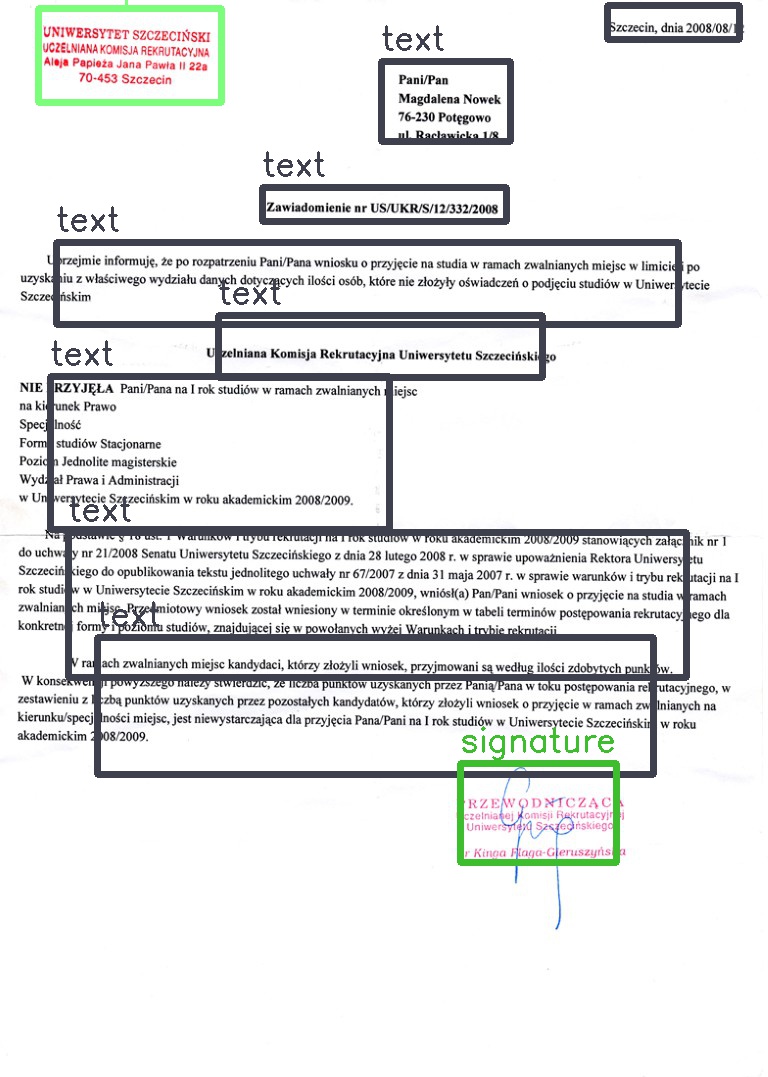 UNIWERSYTET SZCZECIŃSKI
UCZELNIANA KOMISJA REKRUTACYJNA
Aleja Papieża Jana Pawła II 22a
70-453 Szczecin
Szczecin, dnia 2008/08/
text
Pani/Pan
Magdalena Nowek
76-230 Potęgowo
ul. Racławicka 1/8
text
Zawiadomienie nr US/UKR/S/12/332/2008
text
Uprzejmie informuję, że po rozpatrzeniu Pani/Pana wniosku o przyjęcie na studia w ramach zwalnianych miejsc w limicie i po
uzyskaniu z właściwego wydziału danych dotyczących ilości osób, które nie złożyły oświadczeń o podjęciu studiów w Uniwersytecie
Szczecińskim
text
Uczelniana Komisja Rekrutacyjna Uniwersytetu Szczecińskiego
text
NIE PRZYJĘŁA Pani/Pana na I rok studiów w ramach zwalnianych miejsc
na kierunek Prawo
Specjalność
Forma studiów Stacjonarne
Poziom Jednolite magisterskie
Wydział Prawa i Administracji
w Uniwersytecie Szczecińskim w roku akademickim 2008/2009.
text
Na podstawie § 18 ust. 1 Warunków i trybu rekrutacji na I rok studiów w roku akademickim 2008/2009 stanowiących załącznik nr 1
do uchwały nr 21/2008 Senatu Uniwersytetu Szczecińskiego z dnia 28 lutego 2008 r. w sprawie upoważnienia Rektora Uniwersytetu
Szczecińskiego do opublikowania tekstu jednolitego uchwały nr 67/2007 z dnia 31 maja 2007 r. w sprawie warunków i trybu rekrutacji na I
rok studiów w Uniwersytecie Szczecińskim w roku akademickim 2008/2009, wniósł(a) Pan/Pani wniosek o przyjęcie na studia w ramach
zwalnianych miejsc. Przedmiotowy wniosek został wniesiony w terminie określonym w tabeli terminów postępowania rekrutacyjnego dla
konkretnej formy i poziomu studiów, znajdującej się w powołanych wyżej Warunkach i trybie rekrutacji
text
W ramach zwalnianych miejsc kandydaci, którzy złożyli wniosek, przyjmowani są według ilości zdobytych punktów.
W konsekwencji powyższego należy stwierdzić, że liczba punktów uzyskanych przez Panią/Pana w toku postępowania rekrutacyjnego, w
zestawieniu z liczbą punktów uzyskanych przez pozostałych kandydatów, którzy złożyli wniosek o przyjęcie w ramach zwalnianych na
kierunku/specjalności miejsc, jest niewystarczająca dla przyjęcia Pana/Pani na I rok studiów w Uniwersytecie Szczecińskim w roku
akademickim 2008/2009.
signature
PRZEWODNICZĄCA
Uczelnianej Komisji Rekrutacyjnej
Uniwersytetu Szczecińskiego
dr Kinga Flaga-Gieruszyńska